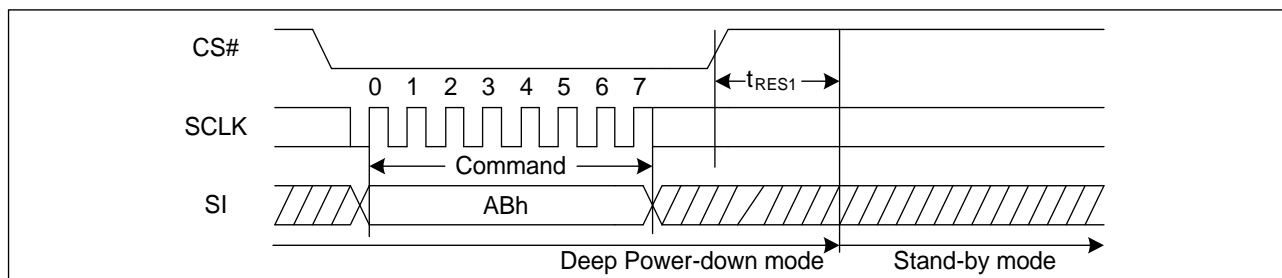 CS#
tRES1
0 1 2 3 4 5 6 7
SCLK
Command
SI
ABh
Deep Power-down mode Stand-by mode